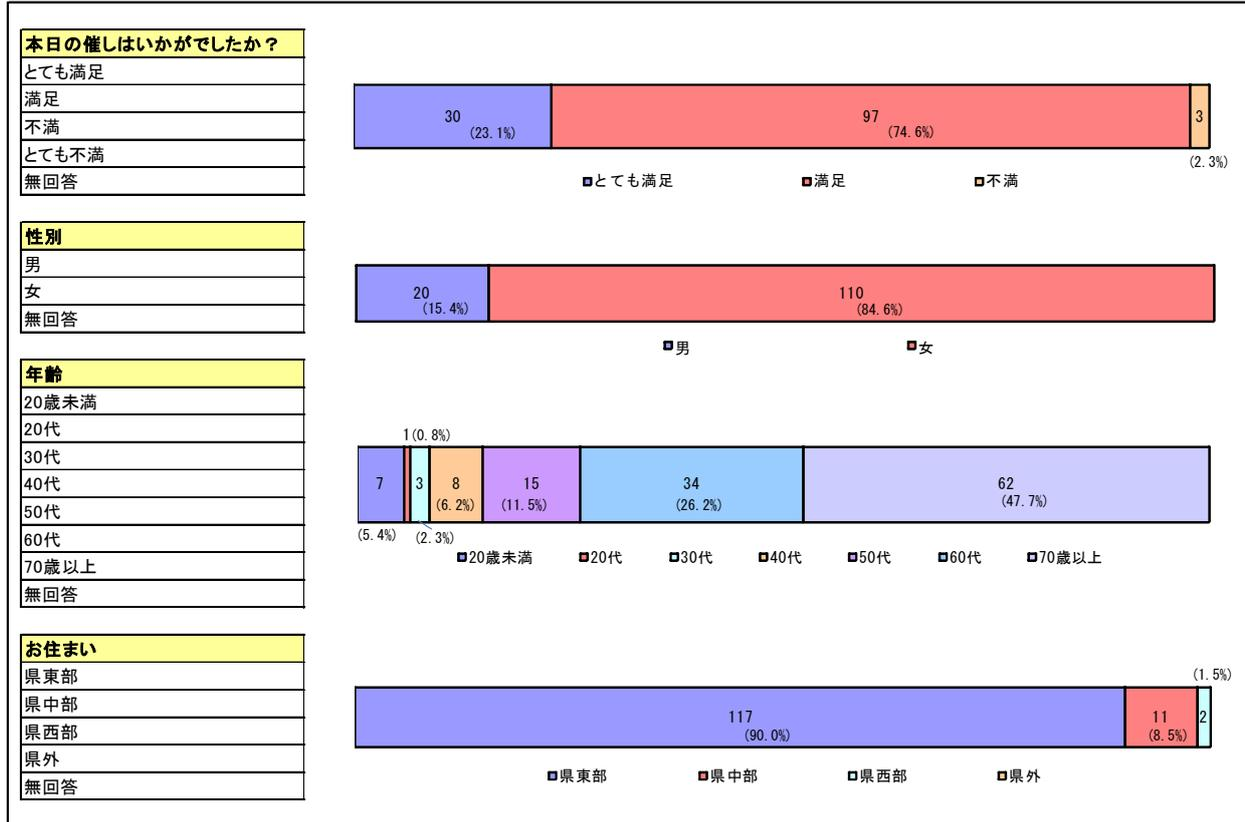 本日の催しはいかがでしたか？
とても満足
満足
不満
とても不満
無回答
30
(23.1%)
97
(74.6%)
3
(2.3%)
とても満足 満足 不満
性別
男
女
無回答
20
(15.4%)
110
(84.6%)
男 女
年齢
20歳未満
20代
30代
40代
50代
60代
70歳以上
無回答
1(0.8%)
7 3 8 15 34 62
(6.2%) (11.5%) (26.2%) (47.7%)
(5.4%) (2.3%)
20歳未満 20代 30代 40代 50代 60代 70歳以上
お住まい
県東部
県中部
県西部
県外
無回答
(1.5%)
117 11 2
(90.0%) (8.5%)
県東部 県中部 県西部 県外